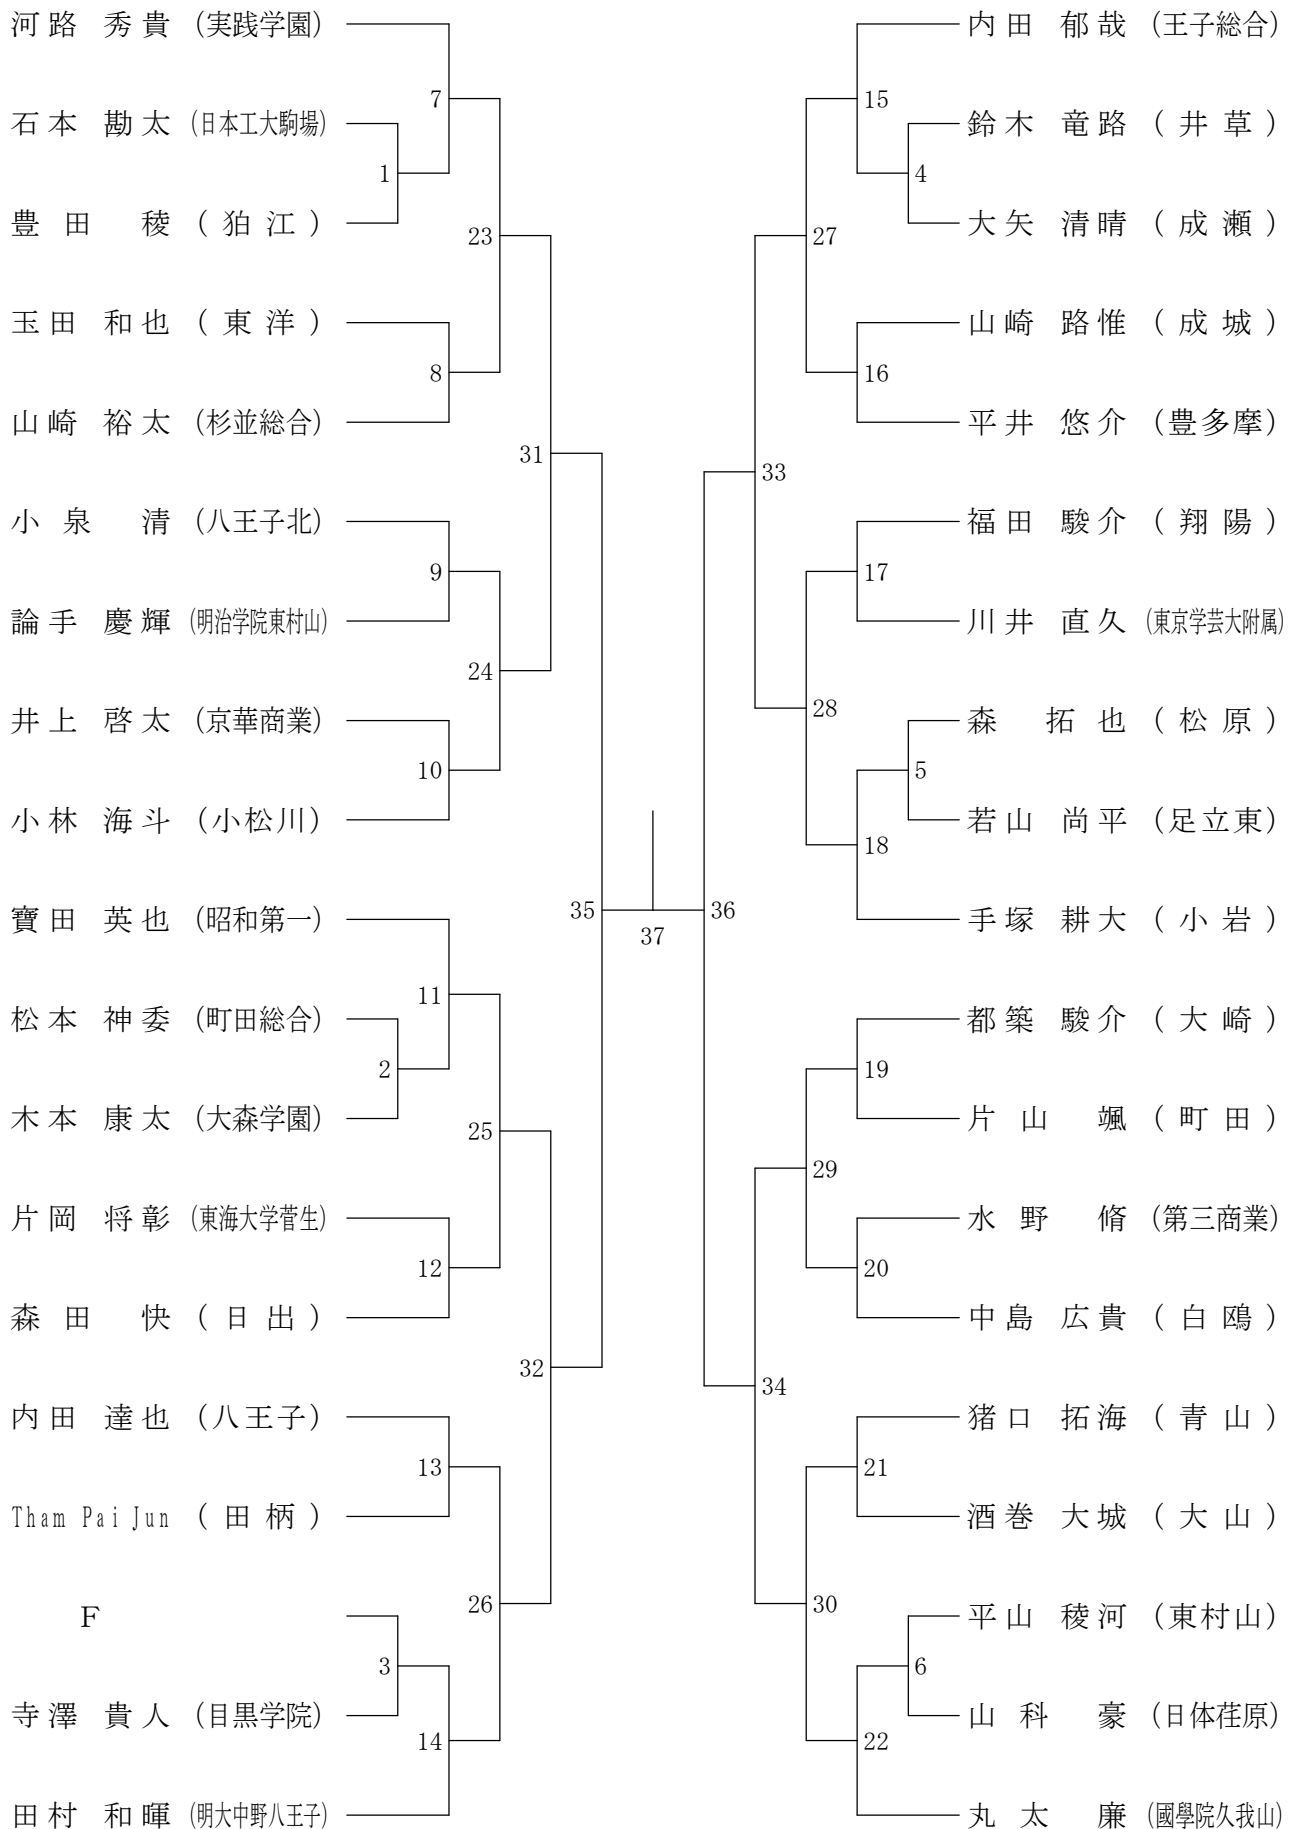 河路 秀貴 (実践学園)
7
石本 勘太 (日本工大駒場)
1
豊田 稜 (狛江)
23
玉田 和也 (東洋)
8
山崎 裕太 (杉並総合)
31
小泉 清 (八王子北)
9
論手 慶輝 (明治学院東村山)
24
井上 啓太 (京華商業)
10
小林 海斗 (小松川)
35
寶田 英也 (昭和第一)
11
松本 神委 (町田総合)
2
木本 康太 (大森学園)
25
片岡 将彰 (東海大学菅生)
12
森田 快 (日出)
32
内田 達也 (八王子)
13
Tham Pai Jun (田柄)
26
F
3
寺澤 貴人 (目黒学院)
14
田村 和暉 (明大中野八王子)
37
内田 郁哉 (王子総合)
15
鈴木 竜路 (井草)
4
大矢 清晴 (成瀬)
27
山崎 路惟 (成城)
16
平井 悠介 (豊多摩)
33
福田 駿介 (翔陽)
17
川井 直久 (東京学芸大附属)
28
森 拓也 (松原)
5
若山 尚平 (足立東)
18
手塚 耕大 (小岩)
36
都築 駿介 (大崎)
19
片山 颯 (町田)
29
水野 脩 (第三商業)
20
中島 広貴 (白鴎)
34
猪口 拓海 (青山)
21
酒巻 大城 (大山)
30
平山 稜河 (東村山)
6
山科 豪 (日体荏原)
22
丸太 廉 (國學院久我山)